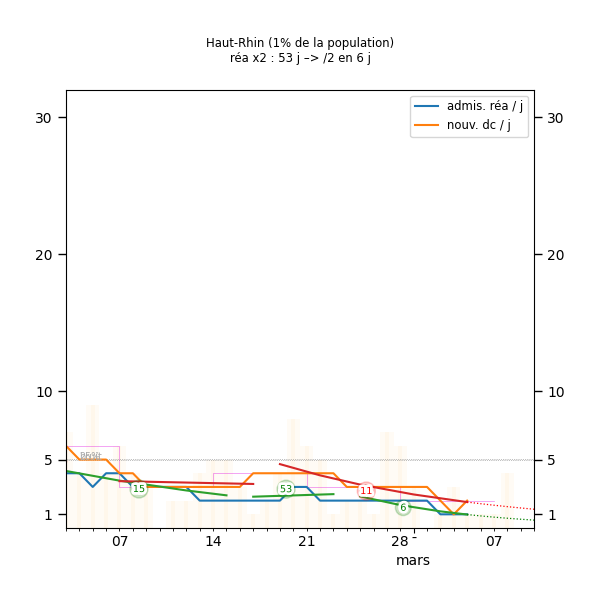 Haut-Rhin (1% de la population)
réa x2 : 53 j –> /2 en 6 j
admis. réa / j
nouv. dc / j
30 30
20 20
10 10
5 5
1 1
15
53
11
6
07 14 21 28 07
mars